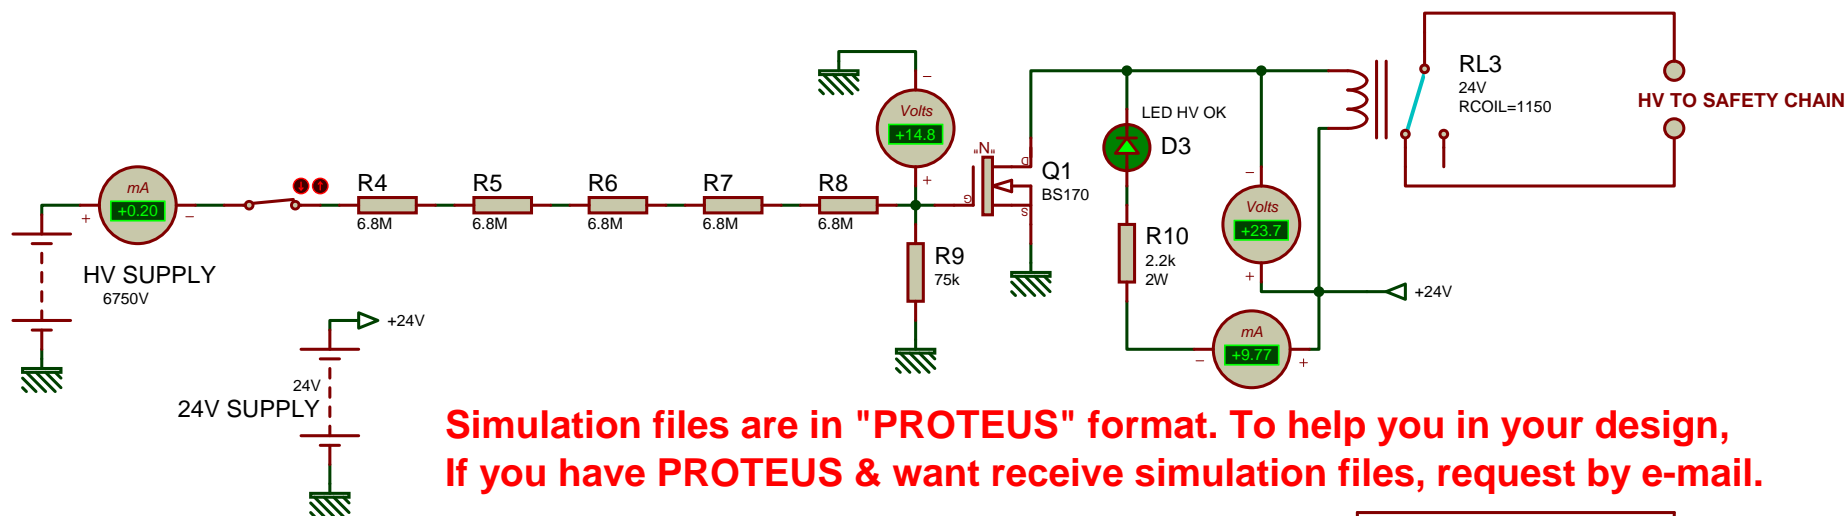 mA
+0.20
+
−
HV SUPPLY
6750V
+24V
24V
24V SUPPLY
R4
6.8M
R5
6.8M
R6
6.8M
R7
6.8M
R8
6.8M
−
Volts
+14.8
+
R9
75k
"N"
D
G
S
Q1
BS170
LED HV OK
D3
R10
2.2k
2W
−
Volts
+23.7
+
mA
+9.77
−
+
+24V
RL3
24V
RCOIL=1150
HV TO SAFETY CHAIN
Simulation files are in "PROTEUS" format. To help you in your design,
If you have PROTEUS & want receive simulation files, request by e-mail.